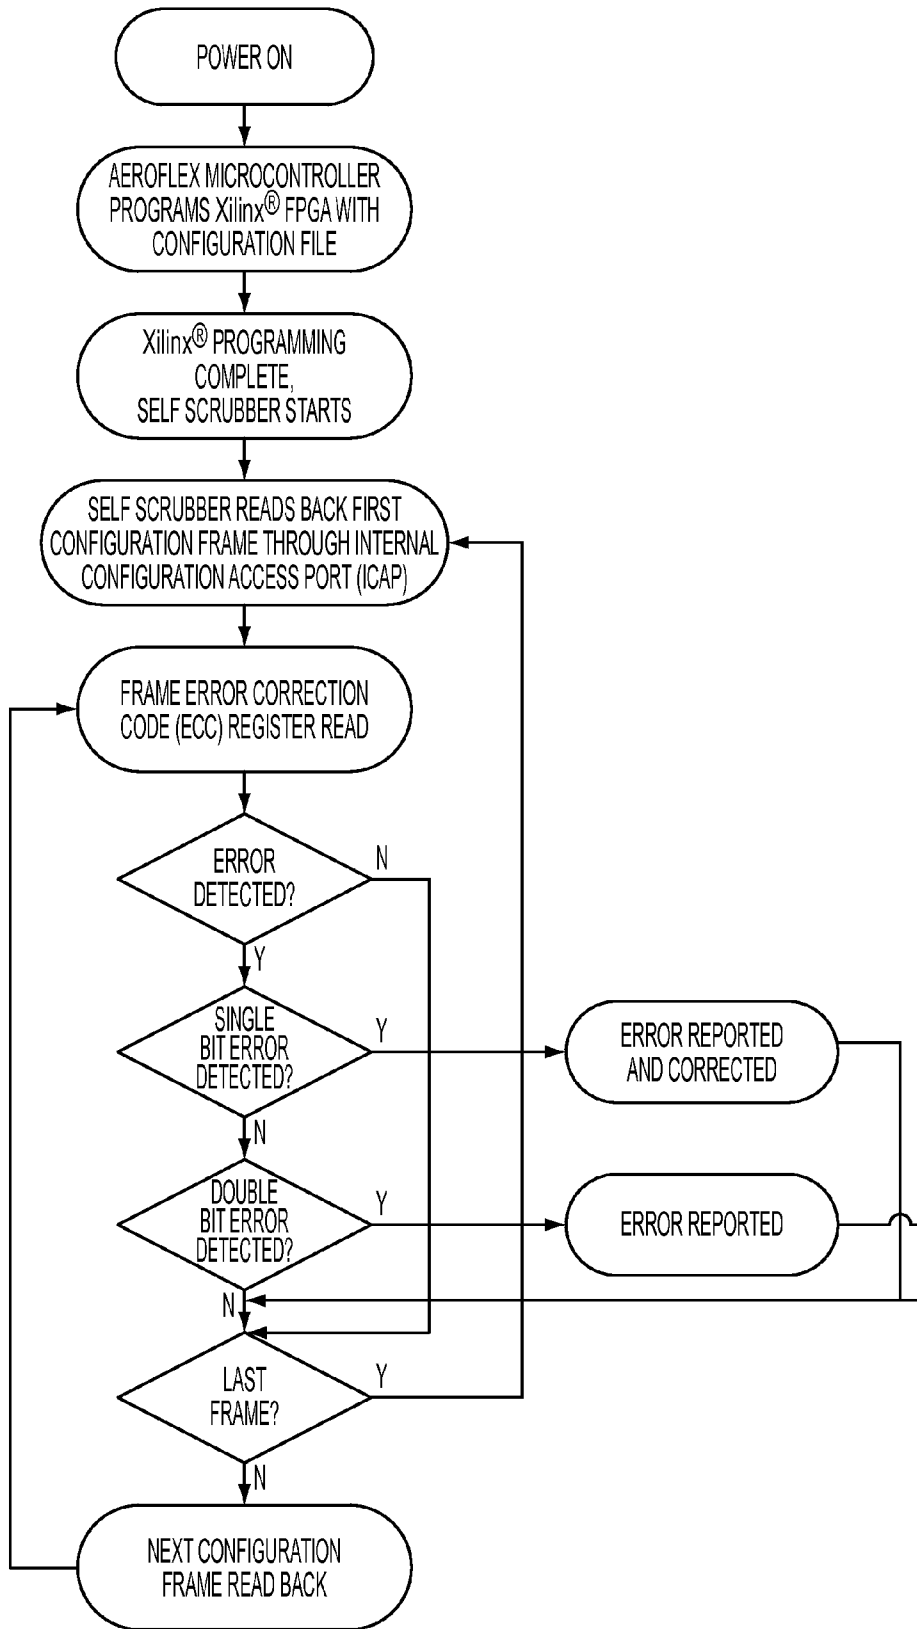 POWER ON
AEROFLEX MICROCONTROLLER
PROGRAMS Xilinx® FPGA WITH
CONFIGURATION FILE
Xilinx® PROGRAMMING
COMPLETE,
SELF SCRUBBER STARTS
SELF SCRUBBER READS BACK FIRST
CONFIGURATION FRAME THROUGH INTERNAL
CONFIGURATION ACCESS PORT (ICAP)
FRAME ERROR CORRECTION
CODE (ECC) REGISTER READ
ERROR
DETECTED?
N
Y
SINGLE
BIT ERROR
DETECTED?
Y
ERROR REPORTED
AND CORRECTED
N
DOUBLE
BIT ERROR
DETECTED?
Y
ERROR REPORTED
N
LAST
FRAME?
Y
N
NEXT CONFIGURATION
FRAME READ BACK